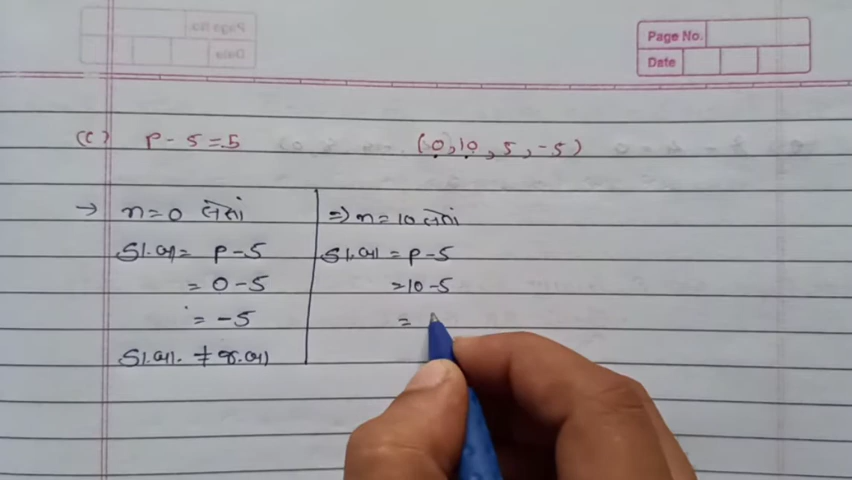 Page No.
Date
(c) p - 5 = 5 (0, 10, 5, -5)
→ n = 0 લેતાં
ડા.બા = p - 5
= 0 - 5
= -5
ડા.બા. ≠ જ.બા
⇒ n = 10 લેતાં
ડા.બા = p - 5
= 10 - 5
=